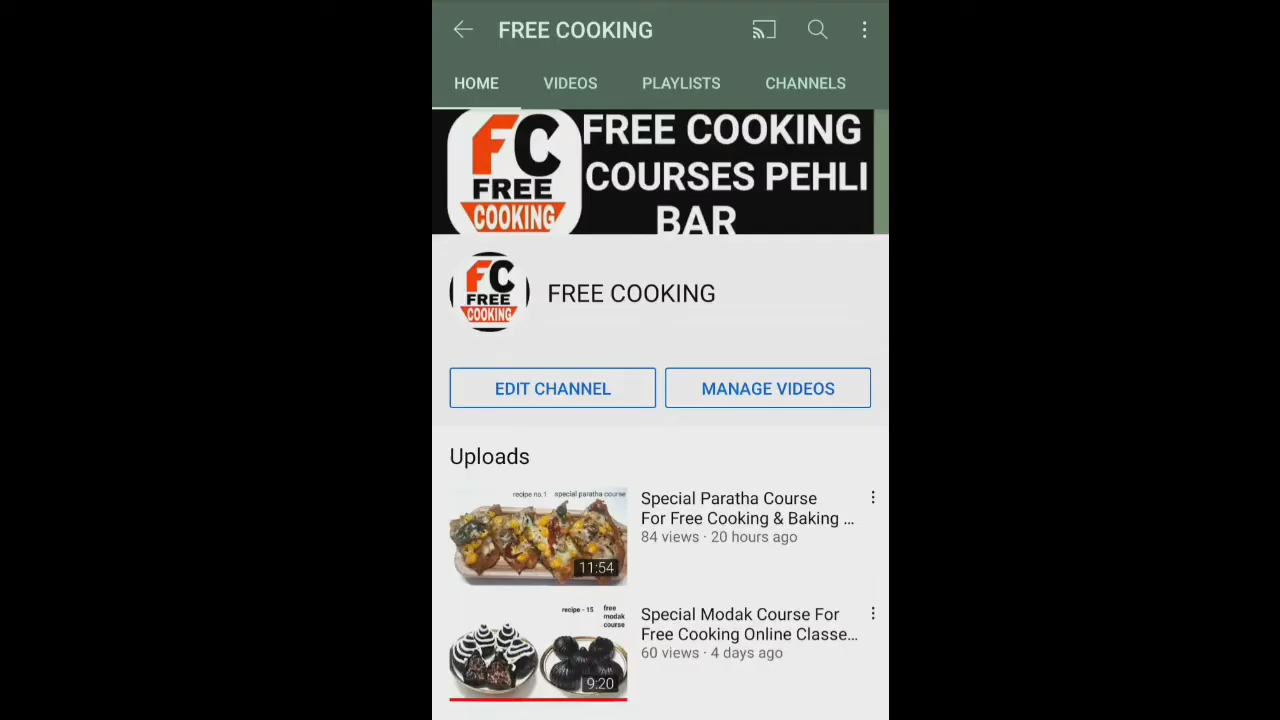 FREE COOKING
HOME VIDEOS PLAYLISTS CHANNELS
FC
FREE
COOKING
FREE COOKING
COURSES PEHLI
BAR
FC
FREE
COOKING
FREE COOKING
EDIT CHANNEL MANAGE VIDEOS
Uploads
recipe no.1 special paratha course
11:54
Special Paratha Course
For Free Cooking & Baking ...
84 views · 20 hours ago
recipe - 15 free
modak
course
9:20
Special Modak Course For
Free Cooking Online Classe...
60 views · 4 days ago